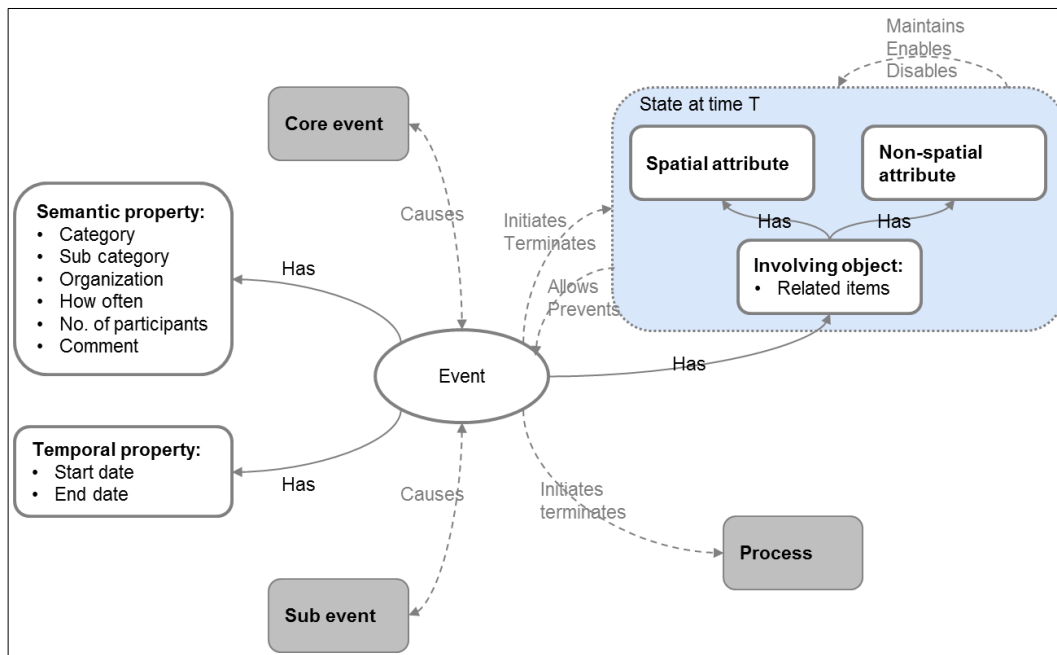 Maintains
Enables
Disables
State at time T
Core event
Spatial attribute
Non-spatial
attribute
Causes
Initiates
Terminates
Has
Has
Semantic property:
• Category
• Sub category
• Organization
• How often
• No. of participants
• Comment
Has
Involving object:
• Related items
Allows
Prevents
Event
Has
Temporal property:
• Start date
• End date
Has
Causes
Initiates
terminates
Process
Sub event